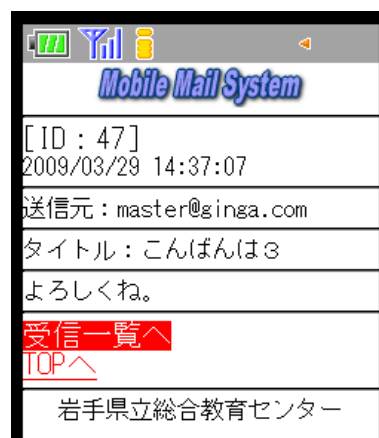 Mobile Mail System
[ID：47]
2009/03/29 14:37:07
送信元：master@ginga.com
タイトル：こんばんは３
よろしくね。
受信一覧へ
TOPへ
岩手県立総合教育センター